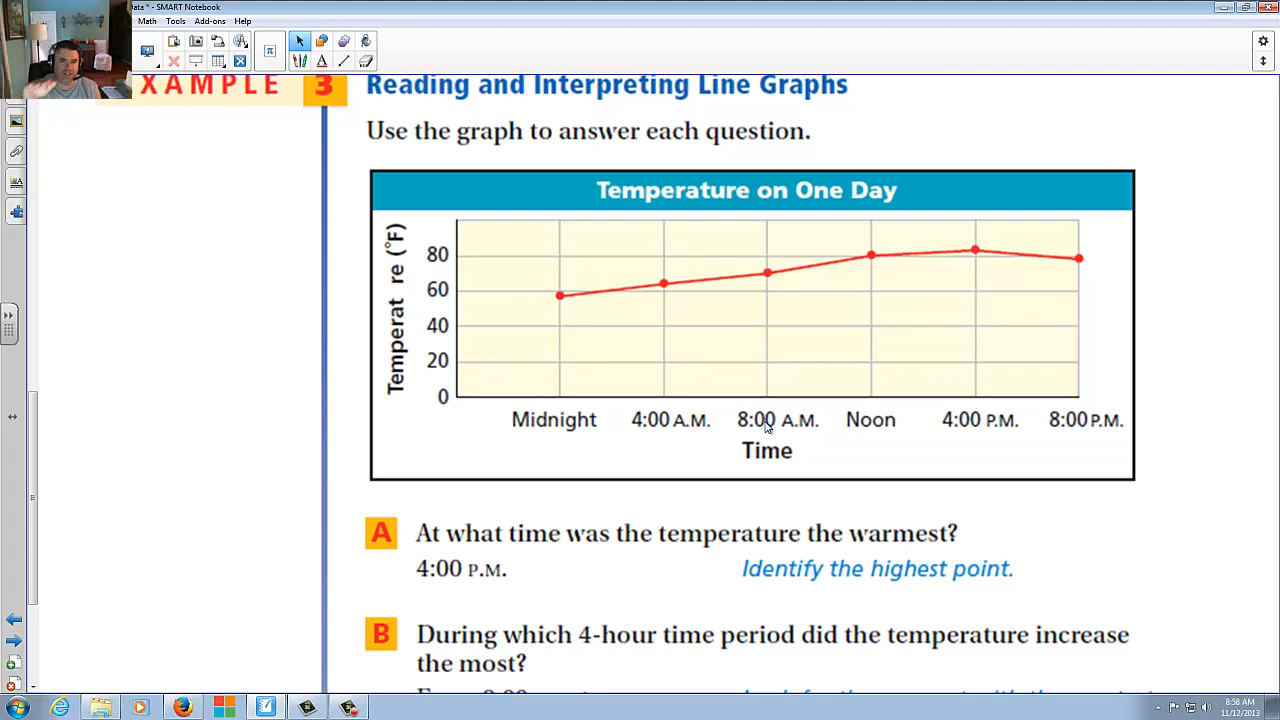 Data * - SMART Notebook
Math Tools Add-ons Help
XAMPLE 3 Reading and Interpreting Line Graphs
Use the graph to answer each question.
Temperature on One Day
Temperat re (°F)
80
60
40
20
0
Midnight 4:00 A.M. 8:00 A.M. Noon 4:00 P.M. 8:00 P.M.
Time
A At what time was the temperature the warmest?
4:00 P.M. Identify the highest point.
B During which 4-hour time period did the temperature increase
the most?
8:58 AM
11/12/2013